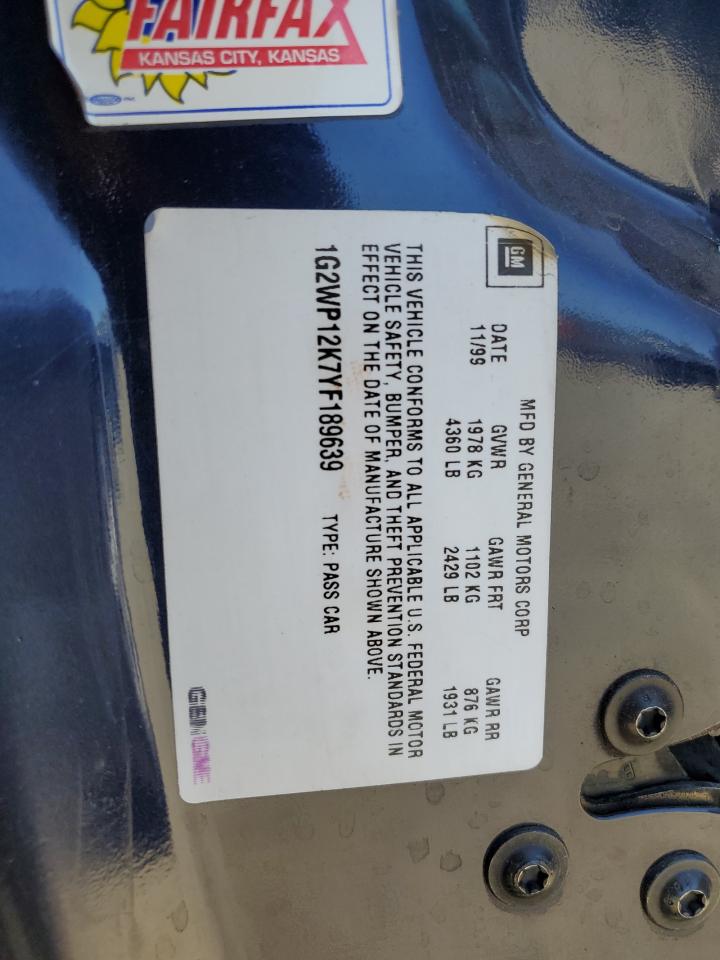 FAIRFAX
KANSAS CITY, KANSAS
GM
MFD BY GENERAL MOTORS CORP
DATE GVWR GAWR FRT GAWR RR
11/99 1978 KG 1102 KG 876 KG
4360 LB 2429 LB 1931 LB
THIS VEHICLE CONFORMS TO ALL APPLICABLE U.S. FEDERAL MOTOR
VEHICLE SAFETY, BUMPER, AND THEFT PREVENTION STANDARDS IN
EFFECT ON THE DATE OF MANUFACTURE SHOWN ABOVE.
1G2WP12K7YF189639 TYPE: PASS CAR